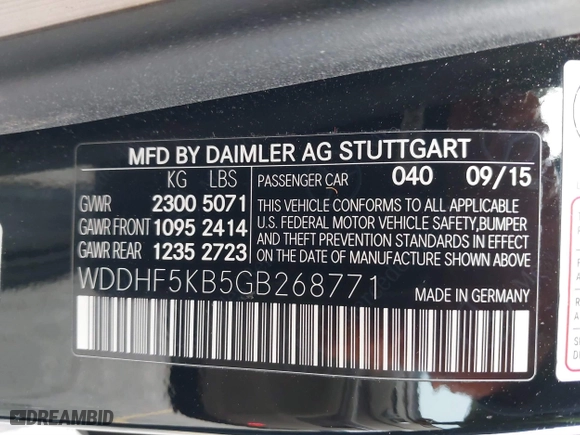 MFD BY DAIMLER AG STUTTGART
KG LBS PASSENGER CAR 040 09/15
GVWR 2300 5071
GAWR FRONT 1095 2414
GAWR REAR 1235 2723
THIS VEHICLE CONFORMS TO ALL APPLICABLE
U.S. FEDERAL MOTOR VEHICLE SAFETY,BUMPER
AND THEFT PREVENTION STANDARDS IN EFFECT
ON THE DATE OF MANUFACTURE SHOWN ABOVE.
WDDHF5KB5GB268771 MADE IN GERMANY
DREAMBID